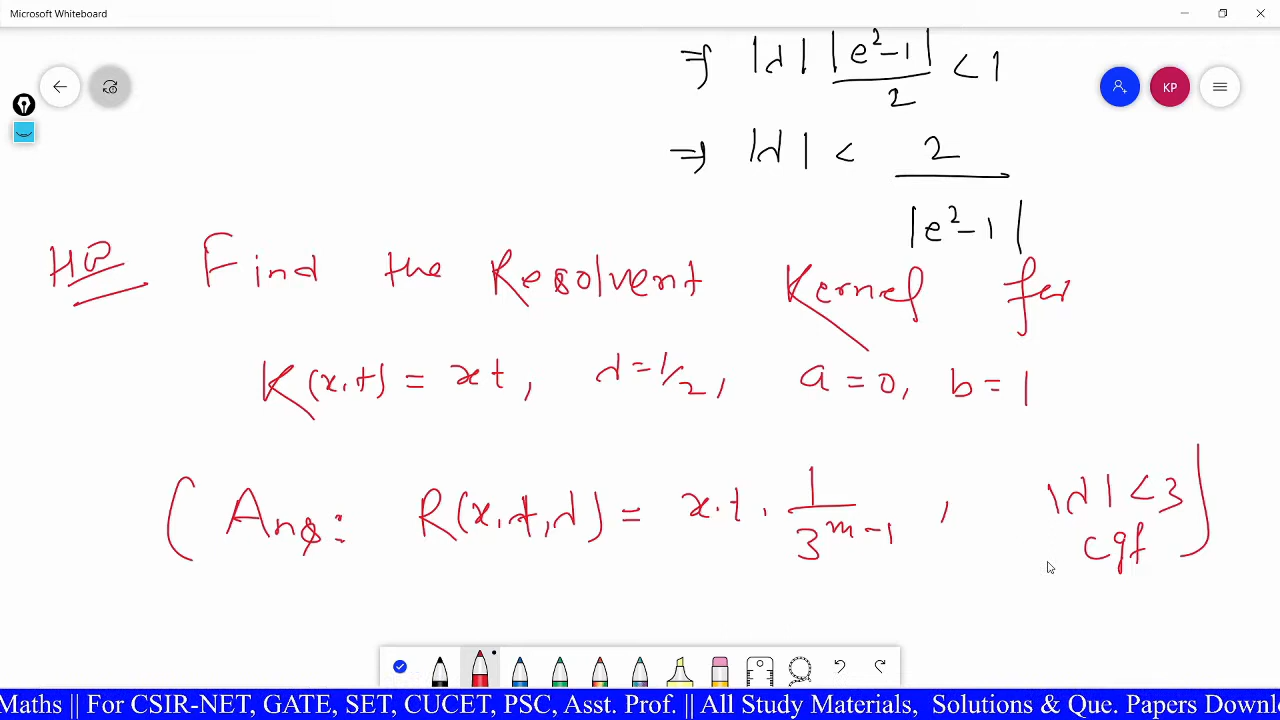 Microsoft Whiteboard
⇒ |λ| |e²-1|/2 < 1
KP
⇒ |λ| < 2/|e²-1|
HQ Find the Resolvent Kernel for
K(x,t) = xt, λ=1/2, a=0, b=1
(Ans: R(x,t,λ) = x.t. 1/3^(m-1), |λ|<3
cgt)
Maths || For CSIR-NET, GATE, SET, CUCET, PSC, Asst. Prof. || All Study Materials, Solutions & Que. Papers Downl